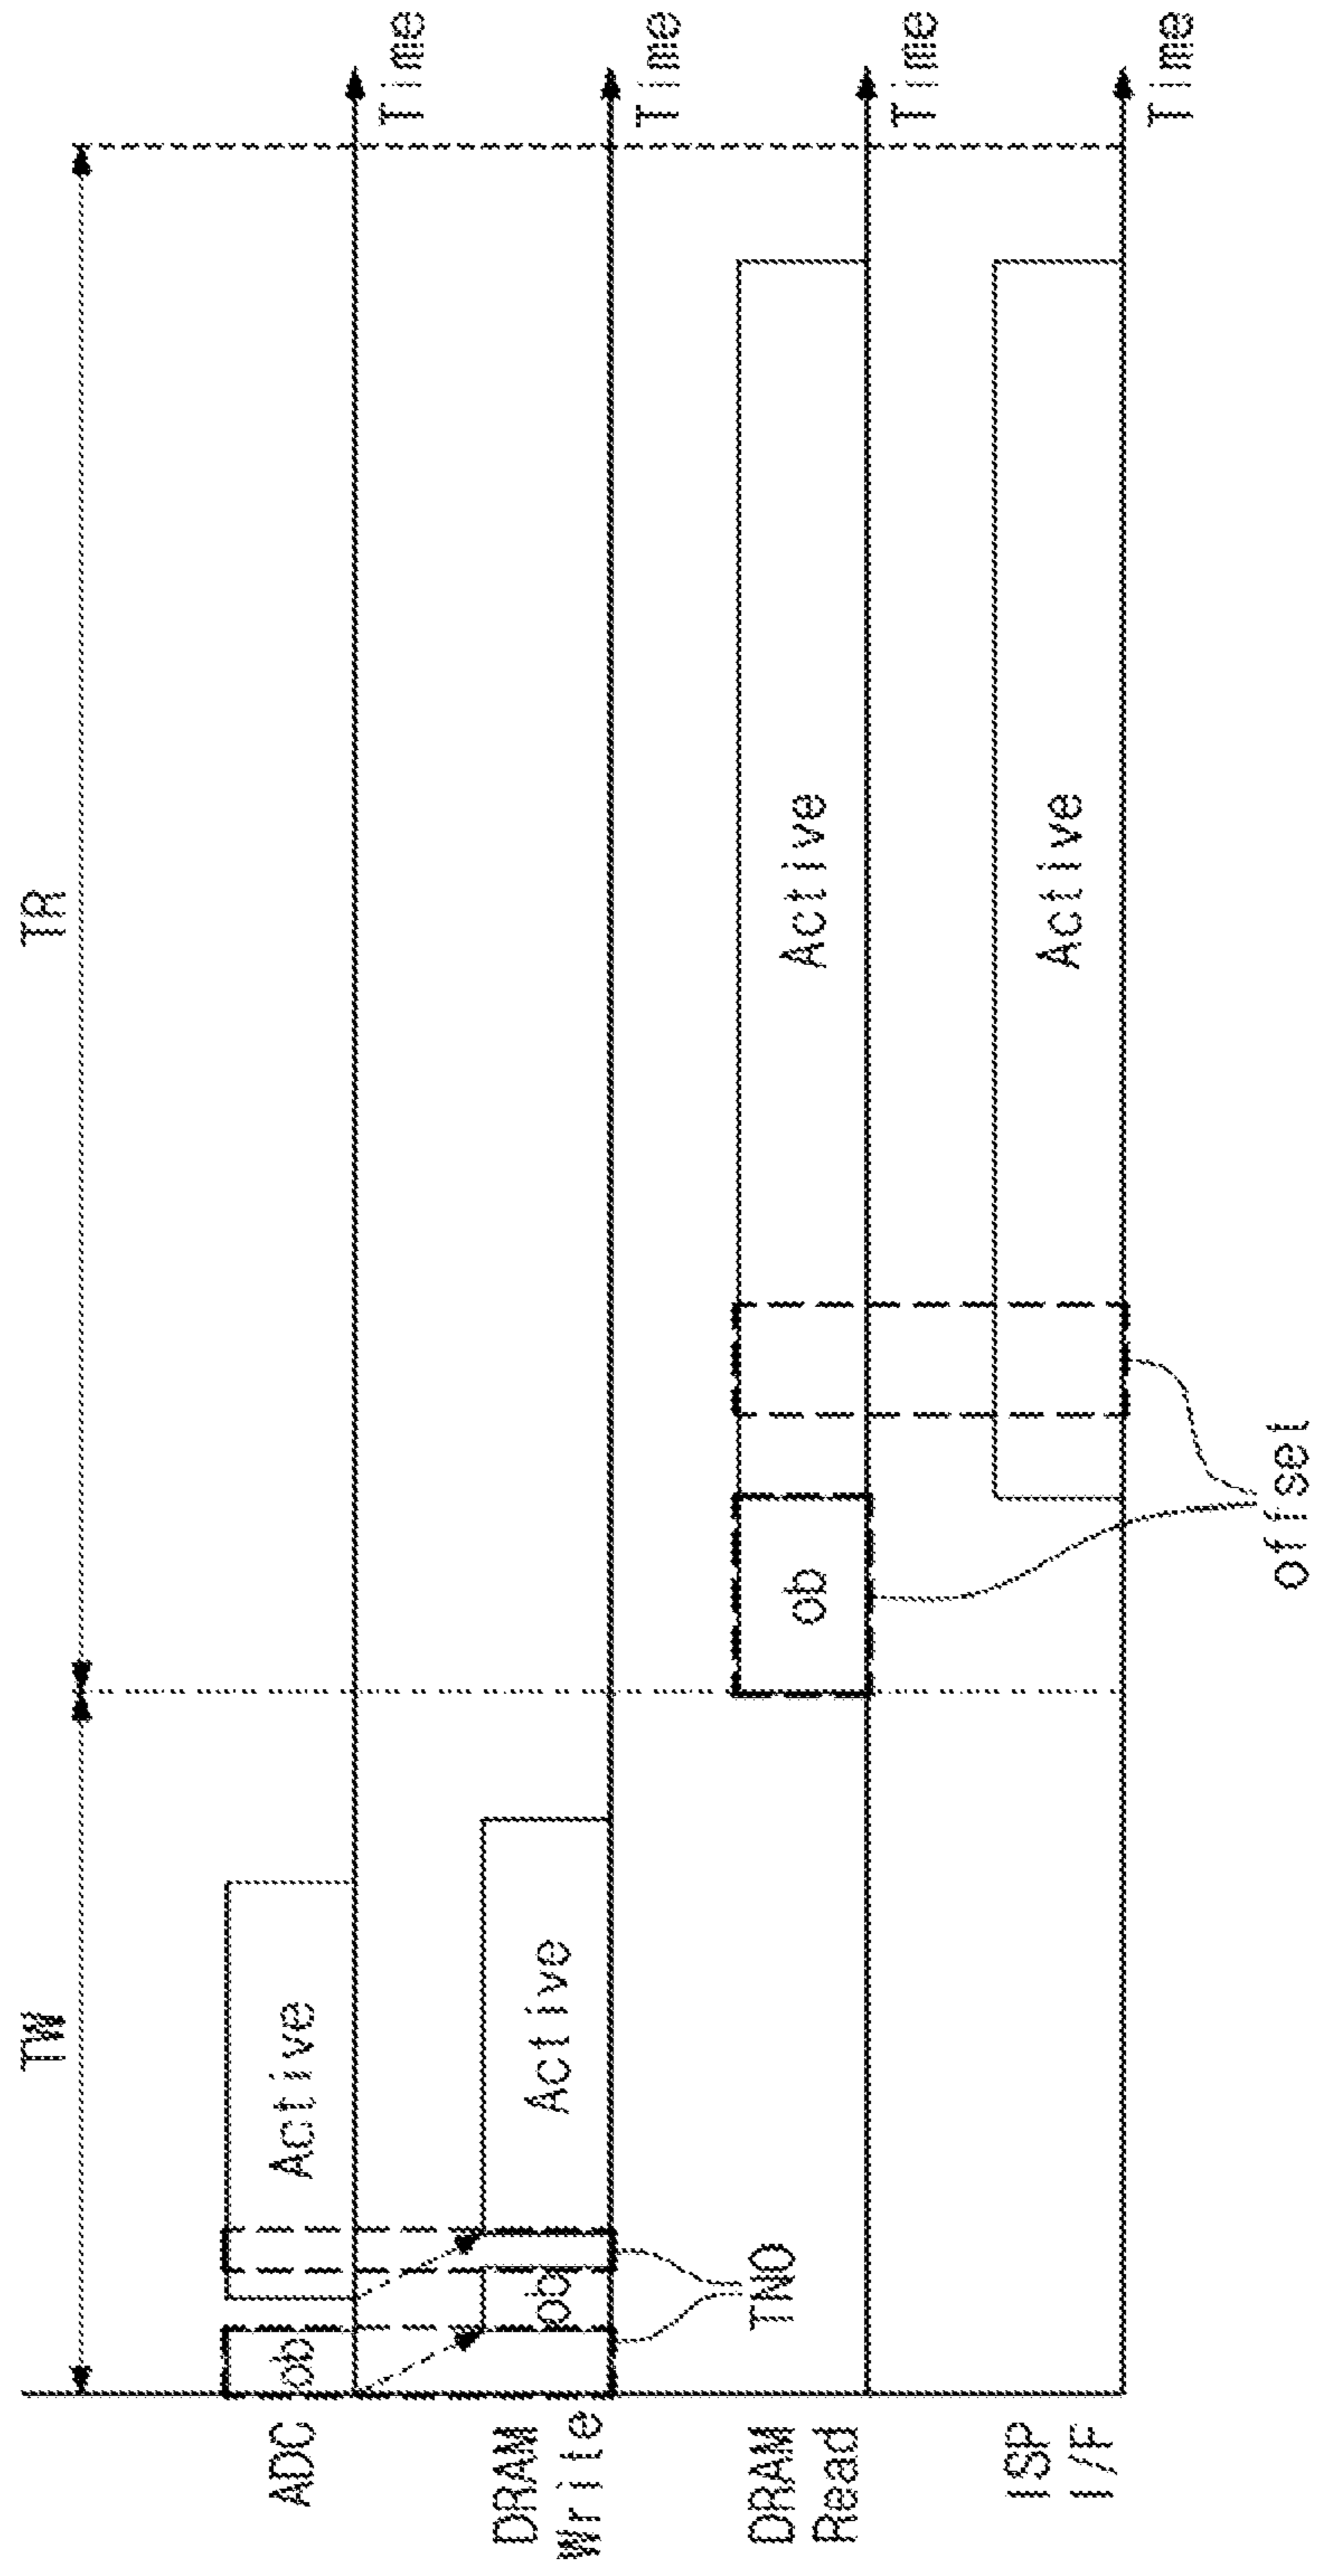 TW
TR
ADC
ob
Active
Time
DRAM
Write
ob
Active
Time
TNO
DRAM
Read
ob
Active
Time
ISP
I/F
Active
Time
offset